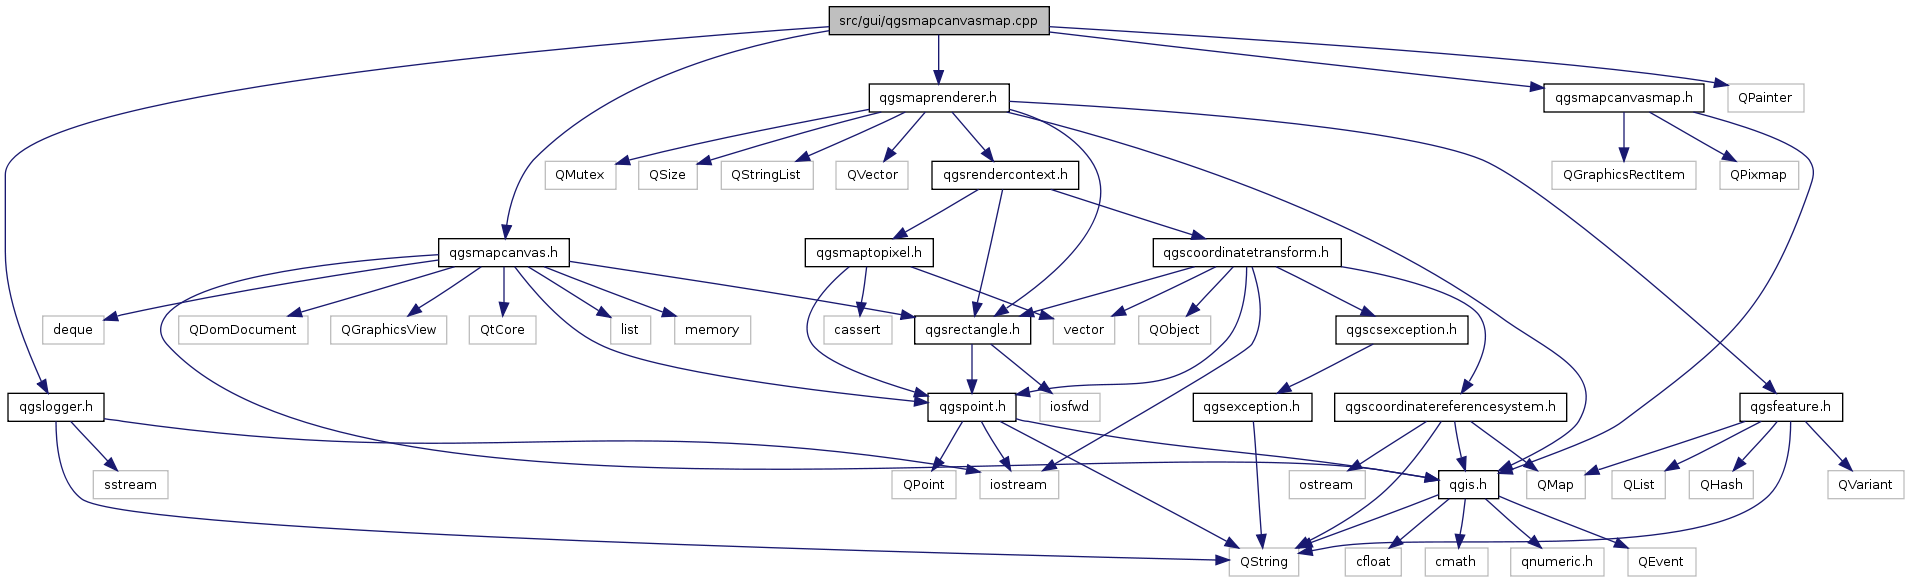 src/gui/qgsmapcanvasmap.cpp
qgsmaprenderer.h
qgsmapcanvasmap.h
QPainter
QMutex
QSize
QStringList
QVector
qgsrendercontext.h
QGraphicsRectItem
QPixmap
qgsmapcanvas.h
qgsmaptopixel.h
qgscoordinatetransform.h
deque
QDomDocument
QGraphicsView
QtCore
list
memory
cassert
qgsrectangle.h
vector
QObject
qgscsexception.h
qgslogger.h
qgspoint.h
iosfwd
qgsexception.h
qgscoordinatereferencesystem.h
qgsfeature.h
sstream
QPoint
iostream
ostream
qgis.h
QMap
QList
QHash
QVariant
QString
cfloat
cmath
qnumeric.h
QEvent